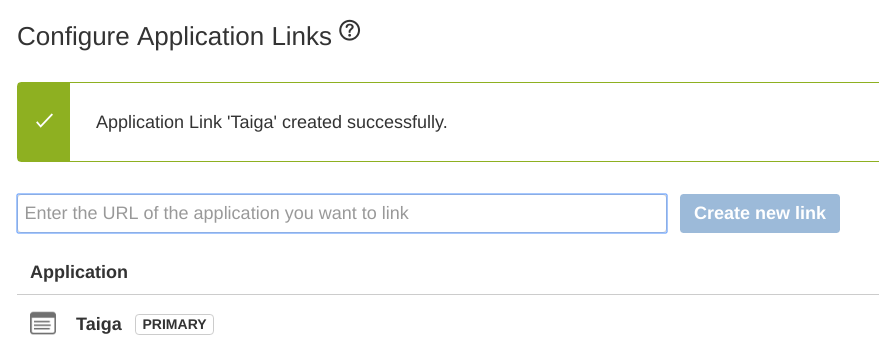 Configure Application Links ?
Application Link 'Taiga' created successfully.
Enter the URL of the application you want to link
Create new link
Application
Taiga PRIMARY